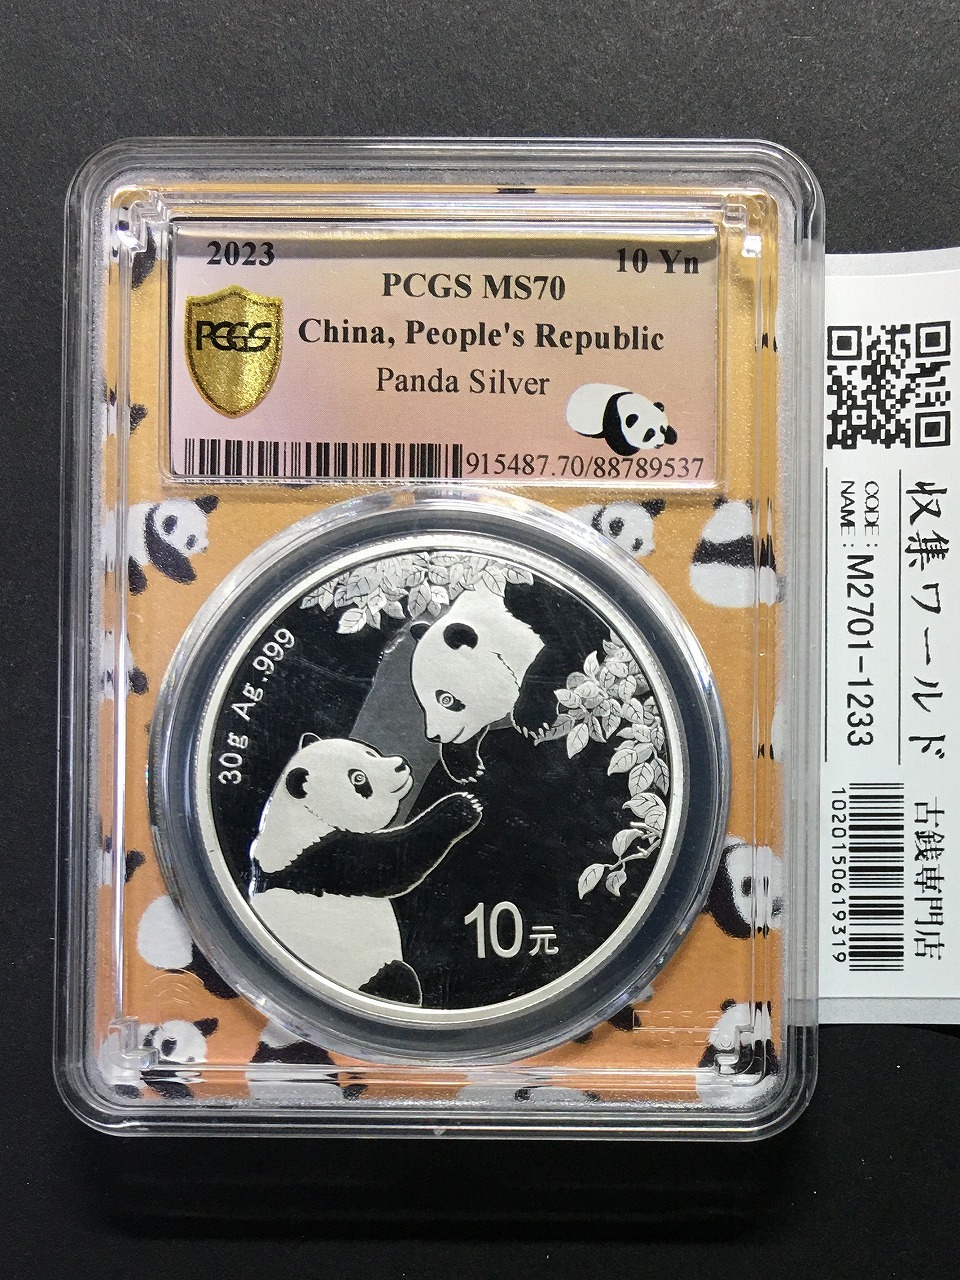 2023
10 Yn
PCGS MS70
PCGS
China, People's Republic
Panda Silver
915487.70/88789537
30g Ag.999
10元
収集ワールド 古銭専門店
CODE:
NAME: M2701-1233
1020150619319